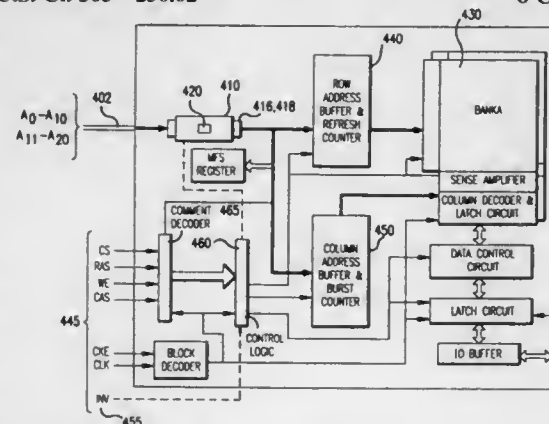 430
440
410
420
416,418
402
A0–A10
A11–A20
ROW ADDRESS BUFFER & REFRESH COUNTER
BANKA
MFS REGISTER
SENSE AMPLIFIER
COLUMN DECODER & LATCH CIRCUIT
COMMENT DECODER
465
460
450
COLUMN ADDRESS BUFFER & BURST COUNTER
DATA CONTROL CIRCUIT
CS
RAS
WE
CAS
445
LATCH CIRCUIT
CONTROL LOGIC
CKE
CLK
BLOCK DECODER
IO BUFFER
INV
455